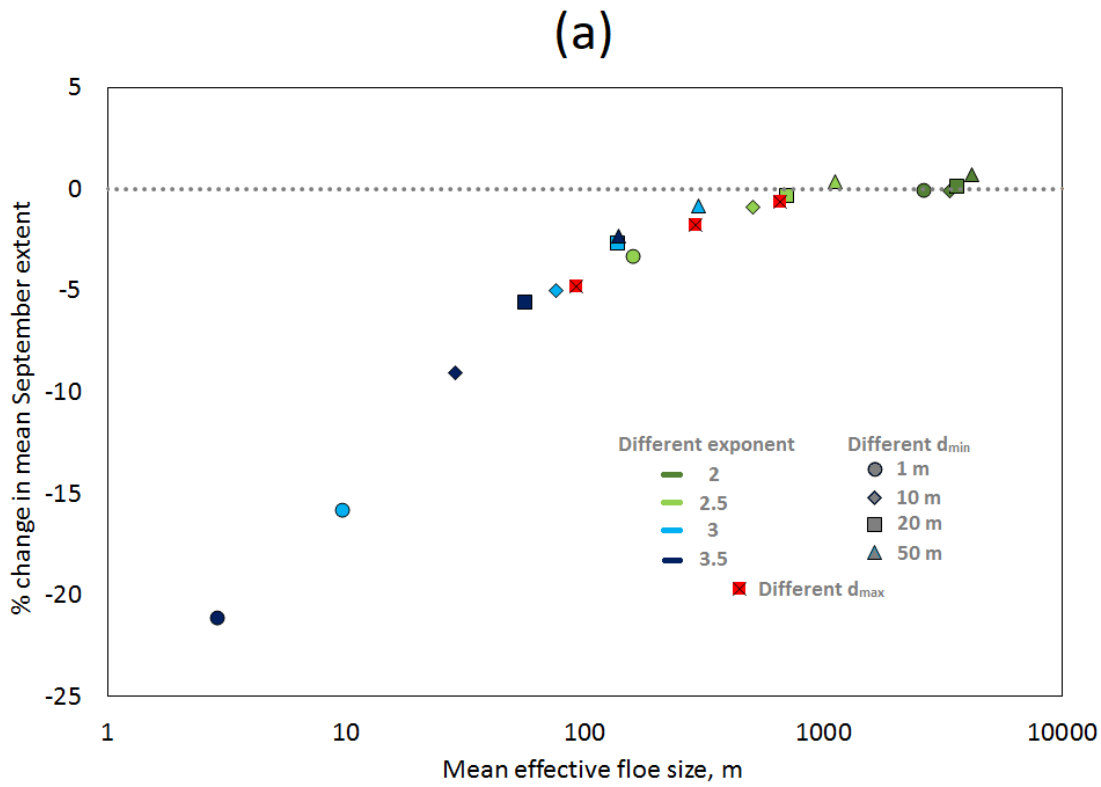 (a)
% change in mean September extent
5
0
-5
-10
-15
-20
-25
Different exponent
2
2.5
3
3.5
Different dmin
1 m
10 m
20 m
50 m
Different dmax
1
10
100
1000
10000
Mean effective floe size, m